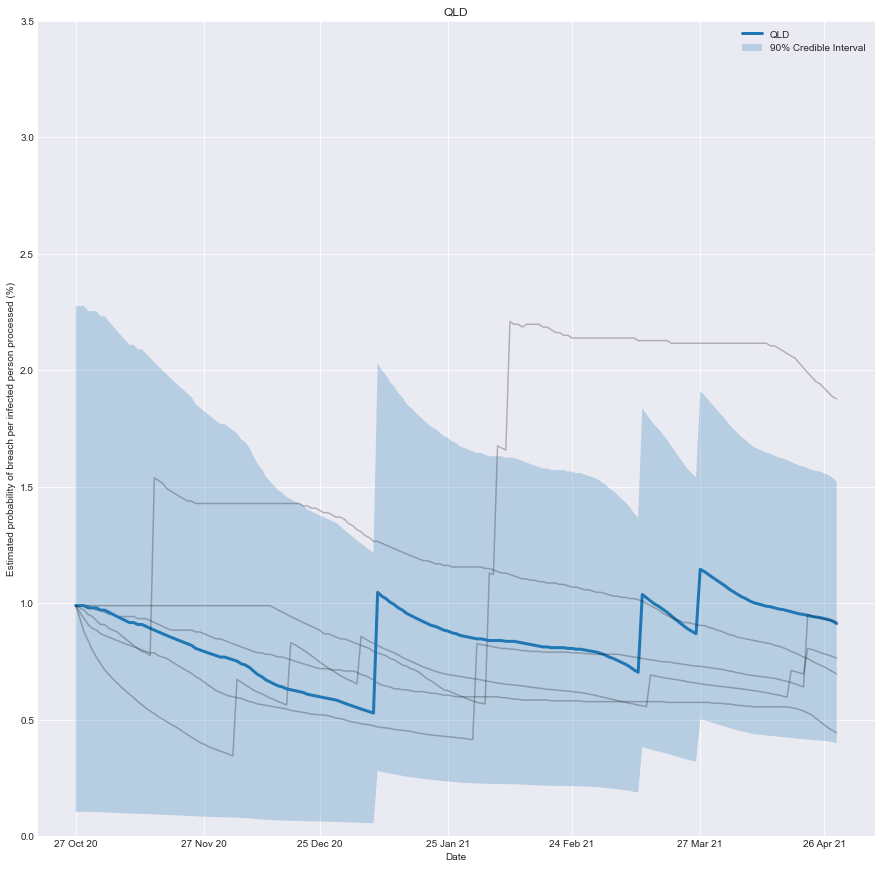 QLD
QLD
90% Credible Interval
Estimated probability of breach per infected person processed (%)
3.5
3.0
2.5
2.0
1.5
1.0
0.5
0.0
27 Oct 20
27 Nov 20
25 Dec 20
25 Jan 21
24 Feb 21
27 Mar 21
26 Apr 21
Date